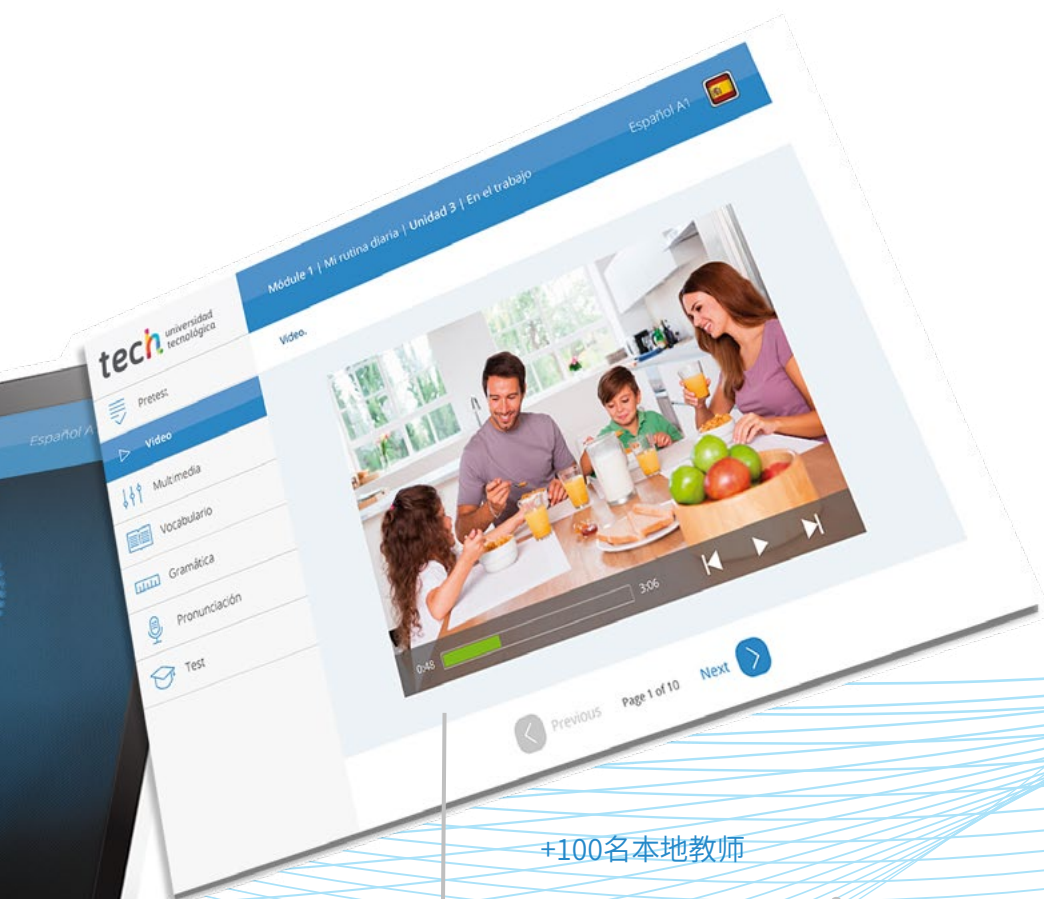 Español A1
Módule 1 | Mi rutina diaria | Unidad 3 | En el trabajo
tech universidad
tecnológica
Video.
Pretest
Video
Multimedia
Vocabulario
Gramática
Pronunciación
Test
Español A
0:48
3:06
Previous
Page 1 of 10
Next
+100名本地教师